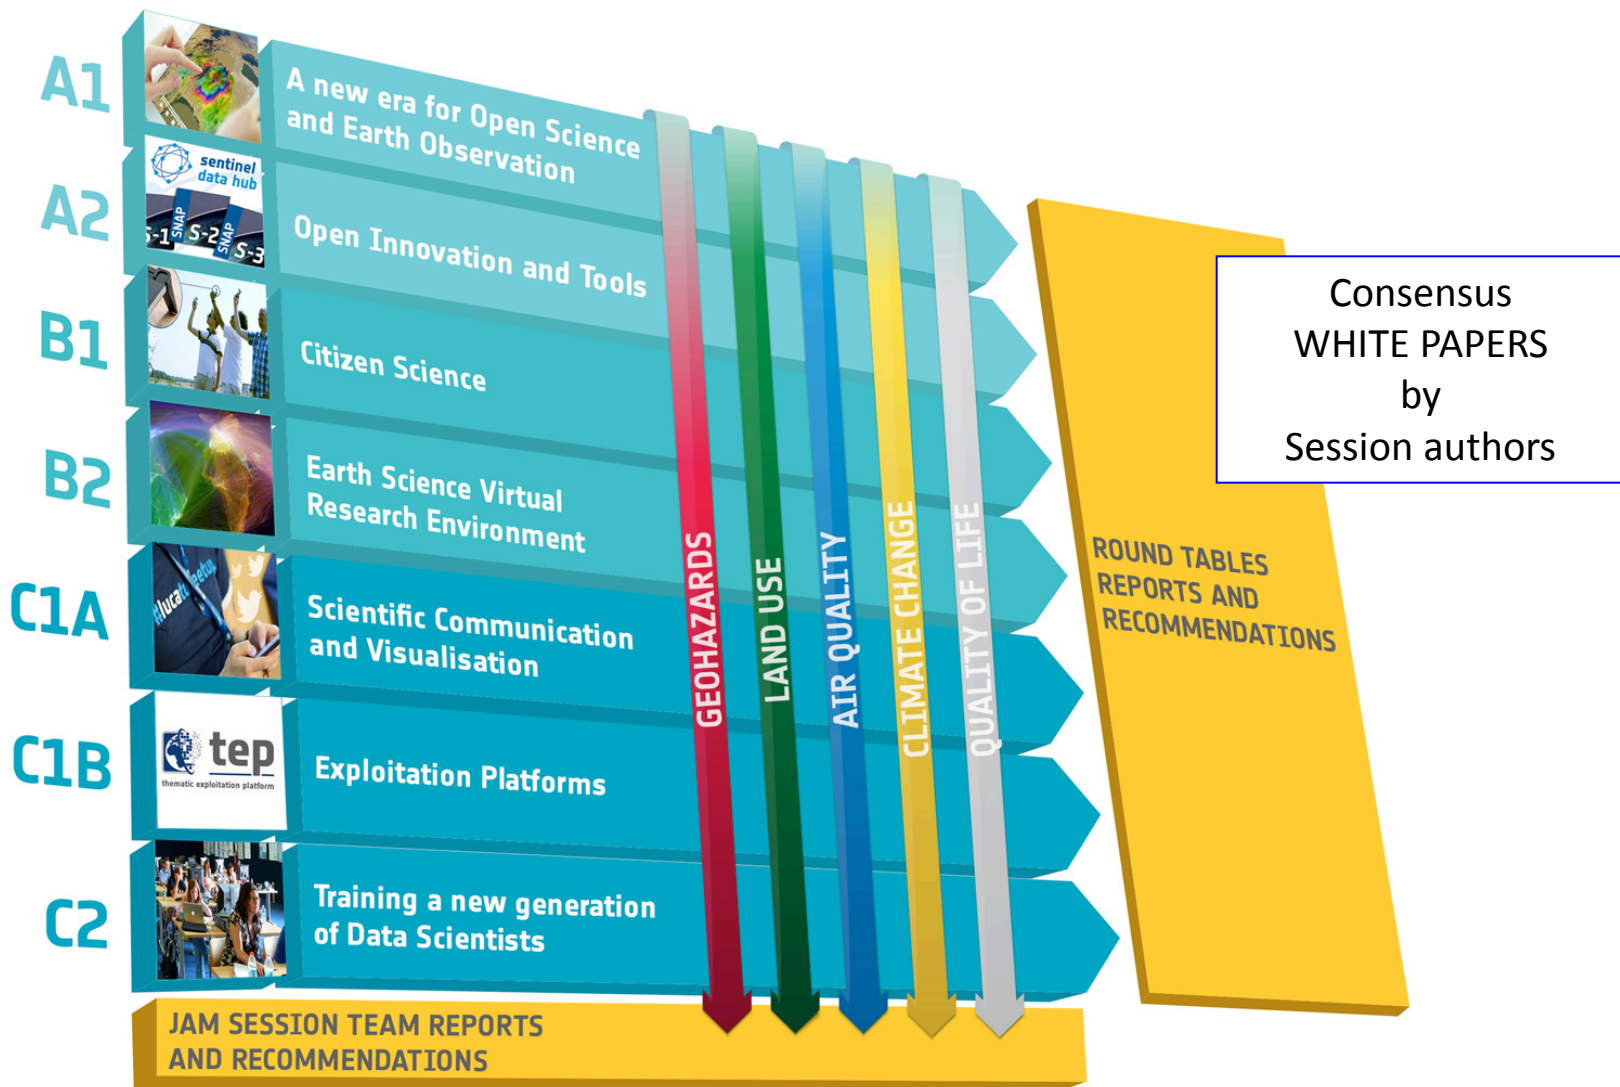 A1
A new era for Open Science
and Earth Observation
A2
sentinel
data hub
S-1
SNAP
S-2
SNAP
S-3
Open Innovation and Tools
B1
Citizen Science
B2
Earth Science Virtual
Research Environment
C1A
Scientific Communication
and Visualisation
C1B
tep
thematic exploitation platform
Exploitation Platforms
C2
Training a new generation
of Data Scientists
GEOHAZARDS
LAND USE
AIR QUALITY
CLIMATE CHANGE
QUALITY OF LIFE
JAM SESSION TEAM REPORTS
AND RECOMMENDATIONS
ROUND TABLES
REPORTS AND
RECOMMENDATIONS
Consensus
WHITE PAPERS
by
Session authors